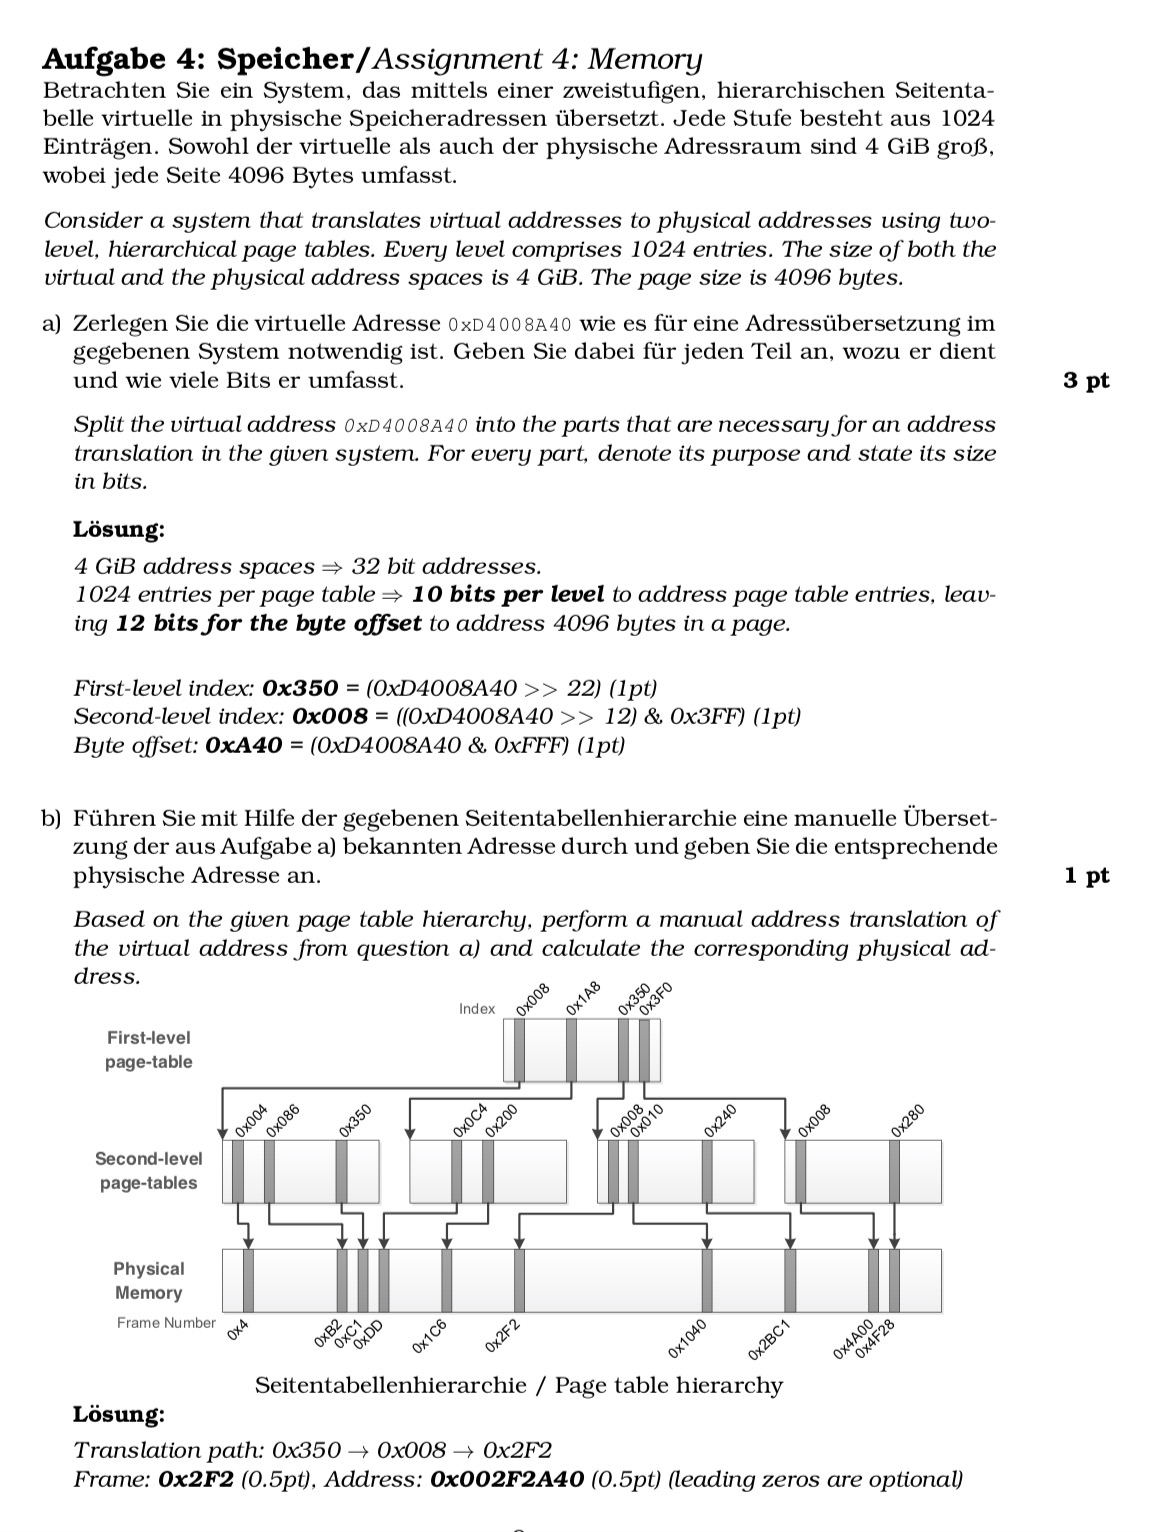 Aufgabe 4: Speicher/Assignment 4: Memory
Betrachten Sie ein System, das mittels einer zweistufigen, hierarchischen Seitenta-
belle virtuelle in physische Speicheradressen übersetzt. Jede Stufe besteht aus 1024
Einträgen. Sowohl der virtuelle als auch der physische Adressraum sind 4 GiB groß,
wobei jede Seite 4096 Bytes umfasst.
Consider a system that translates virtual addresses to physical addresses using two-
level, hierarchical page tables. Every level comprises 1024 entries. The size of both the
virtual and the physical address spaces is 4 GiB. The page size is 4096 bytes.
a) Zerlegen Sie die virtuelle Adresse 0xD4008A40 wie es für eine Adressübersetzung im
gegebenen System notwendig ist. Geben Sie dabei für jeden Teil an, wozu er dient
und wie viele Bits er umfasst. 3 pt
Split the virtual address 0xD4008A40 into the parts that are necessary for an address
translation in the given system. For every part, denote its purpose and state its size
in bits.
Lösung:
4 GiB address spaces ⇒ 32 bit addresses.
1024 entries per page table ⇒ 10 bits per level to address page table entries, leav-
ing 12 bits for the byte offset to address 4096 bytes in a page.
First-level index: 0x350 = (0xD4008A40 >> 22) (1pt)
Second-level index: 0x008 = ((0xD4008A40 >> 12) & 0x3FF) (1pt)
Byte offset: 0xA40 = (0xD4008A40 & 0xFFF) (1pt)
b) Führen Sie mit Hilfe der gegebenen Seitentabellenhierarchie eine manuelle Überset-
zung der aus Aufgabe a) bekannten Adresse durch und geben Sie die entsprechende
physische Adresse an. 1 pt
Based on the given page table hierarchy, perform a manual address translation of
the virtual address from question a) and calculate the corresponding physical ad-
dress.
Index 0x008 0x1A8 0x350 0x3F0
First-level
page-table
0x004 0x086 0x350 0x0C4 0x200 0x008 0x010 0x240 0x008 0x280
Second-level
page-tables
Physical
Memory
Frame Number 0x4 0xB2 0xC1 0xDD 0x1C6 0x2F2 0x1040 0x2BC1 0x4A00 0x4F28
Seitentabellenhierarchie / Page table hierarchy
Lösung:
Translation path: 0x350 → 0x008 → 0x2F2
Frame: 0x2F2 (0.5pt), Address: 0x002F2A40 (0.5pt) (leading zeros are optional)